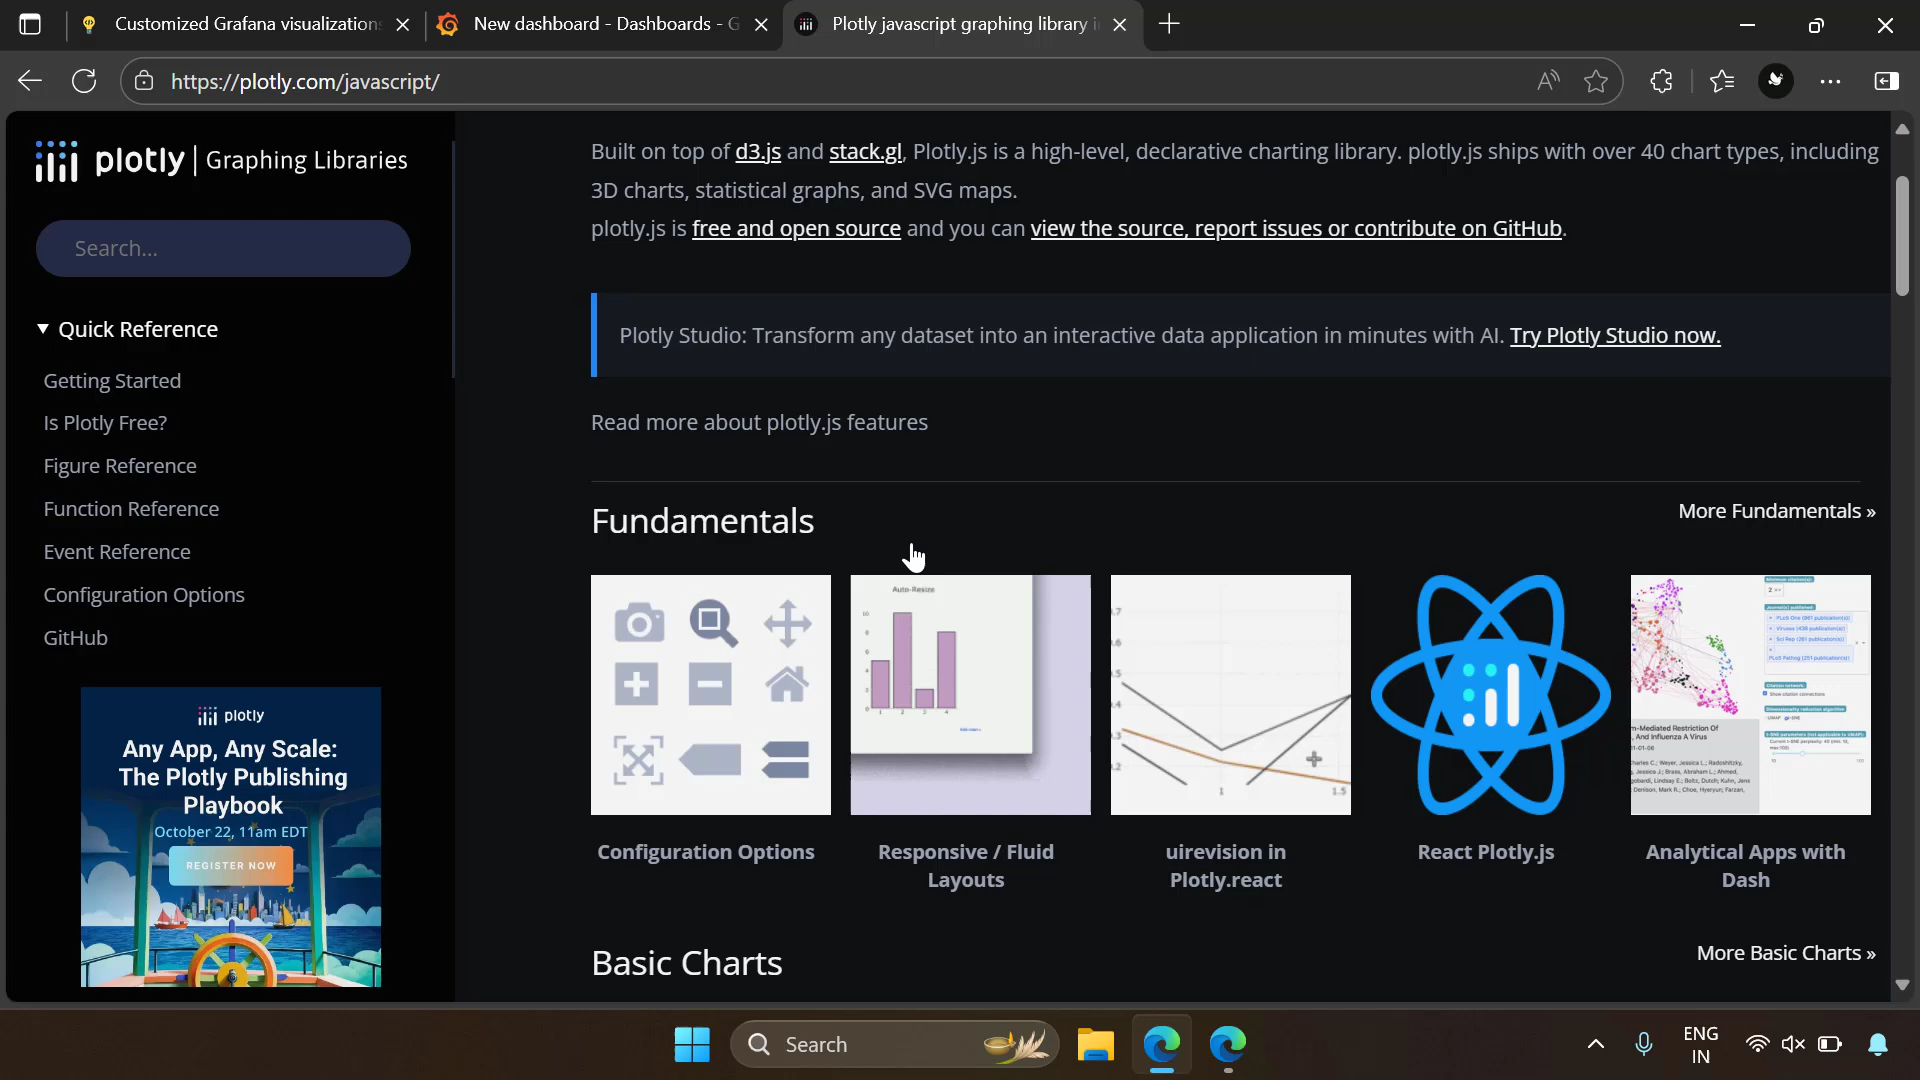 Customized Grafana visualization
New dashboard - Dashboards - G
Plotly javascript graphing library i
https://plotly.com/javascript/
plotly | Graphing Libraries
Search...
Quick Reference
Getting Started
Is Plotly Free?
Figure Reference
Function Reference
Event Reference
Configuration Options
GitHub
plotly
Any App, Any Scale:
The Plotly Publishing
Playbook
October 22, 11am EDT
REGISTER NOW
Built on top of d3.js and stack.gl, Plotly.js is a high-level, declarative charting library. plotly.js ships with over 40 chart types, including
3D charts, statistical graphs, and SVG maps.
plotly.js is free and open source and you can view the source, report issues or contribute on GitHub.
Plotly Studio: Transform any dataset into an interactive data application in minutes with AI. Try Plotly Studio now.
Read more about plotly.js features
Fundamentals
More Fundamentals »
Auto-Resize
Configuration Options
Responsive / Fluid
Layouts
uirevision in
Plotly.react
React Plotly.js
Analytical Apps with
Dash
Basic Charts
More Basic Charts »
Search
ENG
IN